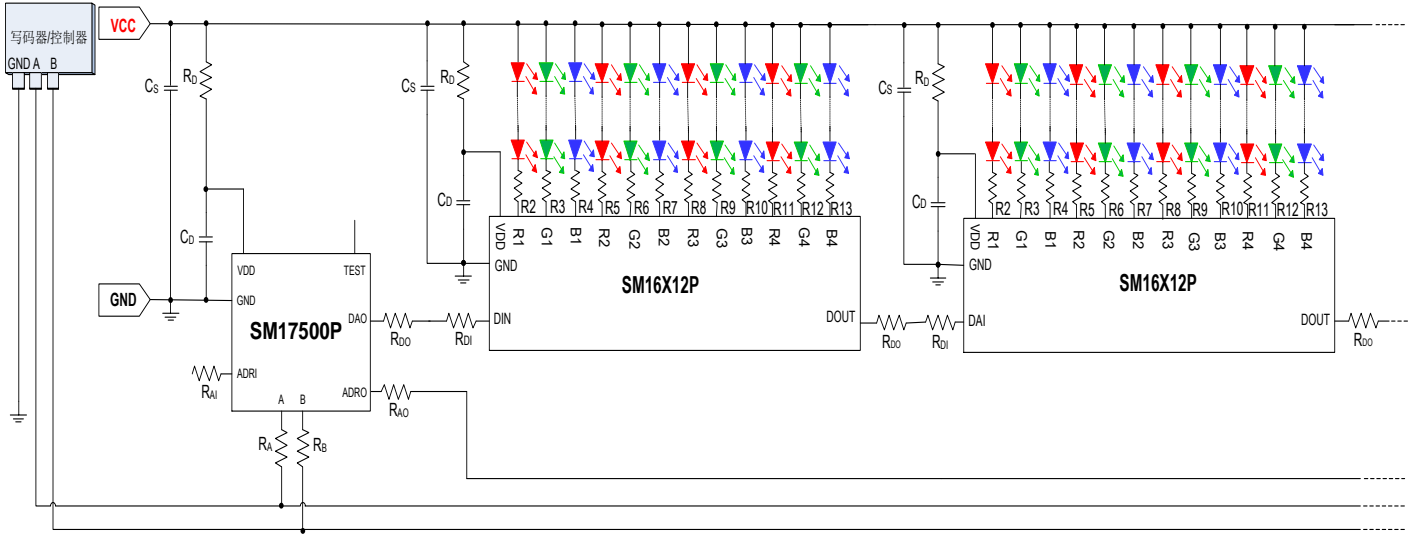 写码器/控制器
GND A B
VCC
CS
RD
CD
GND
VDD
TEST
GND
SM17500P
DAO
ADRI
ADRO
A B
RAI
RA
RB
RDO
RDI
RAO
CS
RD
CD
R2 R3 R4 R5 R6 R7 R8 R9 R10 R11 R12 R13
VDD R1 G1 B1 R2 G2 B2 R3 G3 B3 R4 G4 B4
GND
SM16X12P
DIN
DOUT
RDO
RDI
CS
RD
CD
R2 R3 R4 R5 R6 R7 R8 R9 R10 R11 R12 R13
VDD R1 G1 B1 R2 G2 B2 R3 G3 B3 R4 G4 B4
GND
SM16X12P
DAI
DOUT
RDO